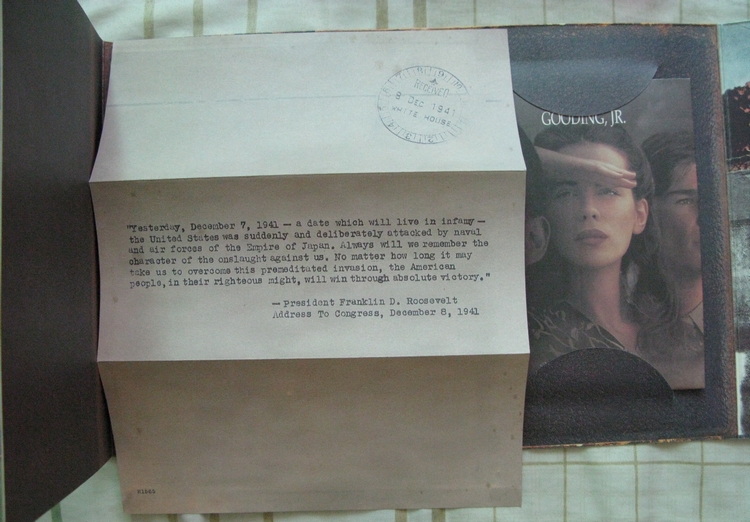 RECEIVED
8 DEC 1941
WHITE HOUSE
GOODING, JR.
"Yesterday, December 7, 1941 — a date which will live in infamy —
the United States was suddenly and deliberately attacked by naval
and air forces of the Empire of Japan. Always will we remember the
character of the onslaught against us. No matter how long it may
take us to overcome this premeditated invasion, the American
people, in their righteous might, will win through absolute victory."
— President Franklin D. Roosevelt
Address To Congress, December 8, 1941